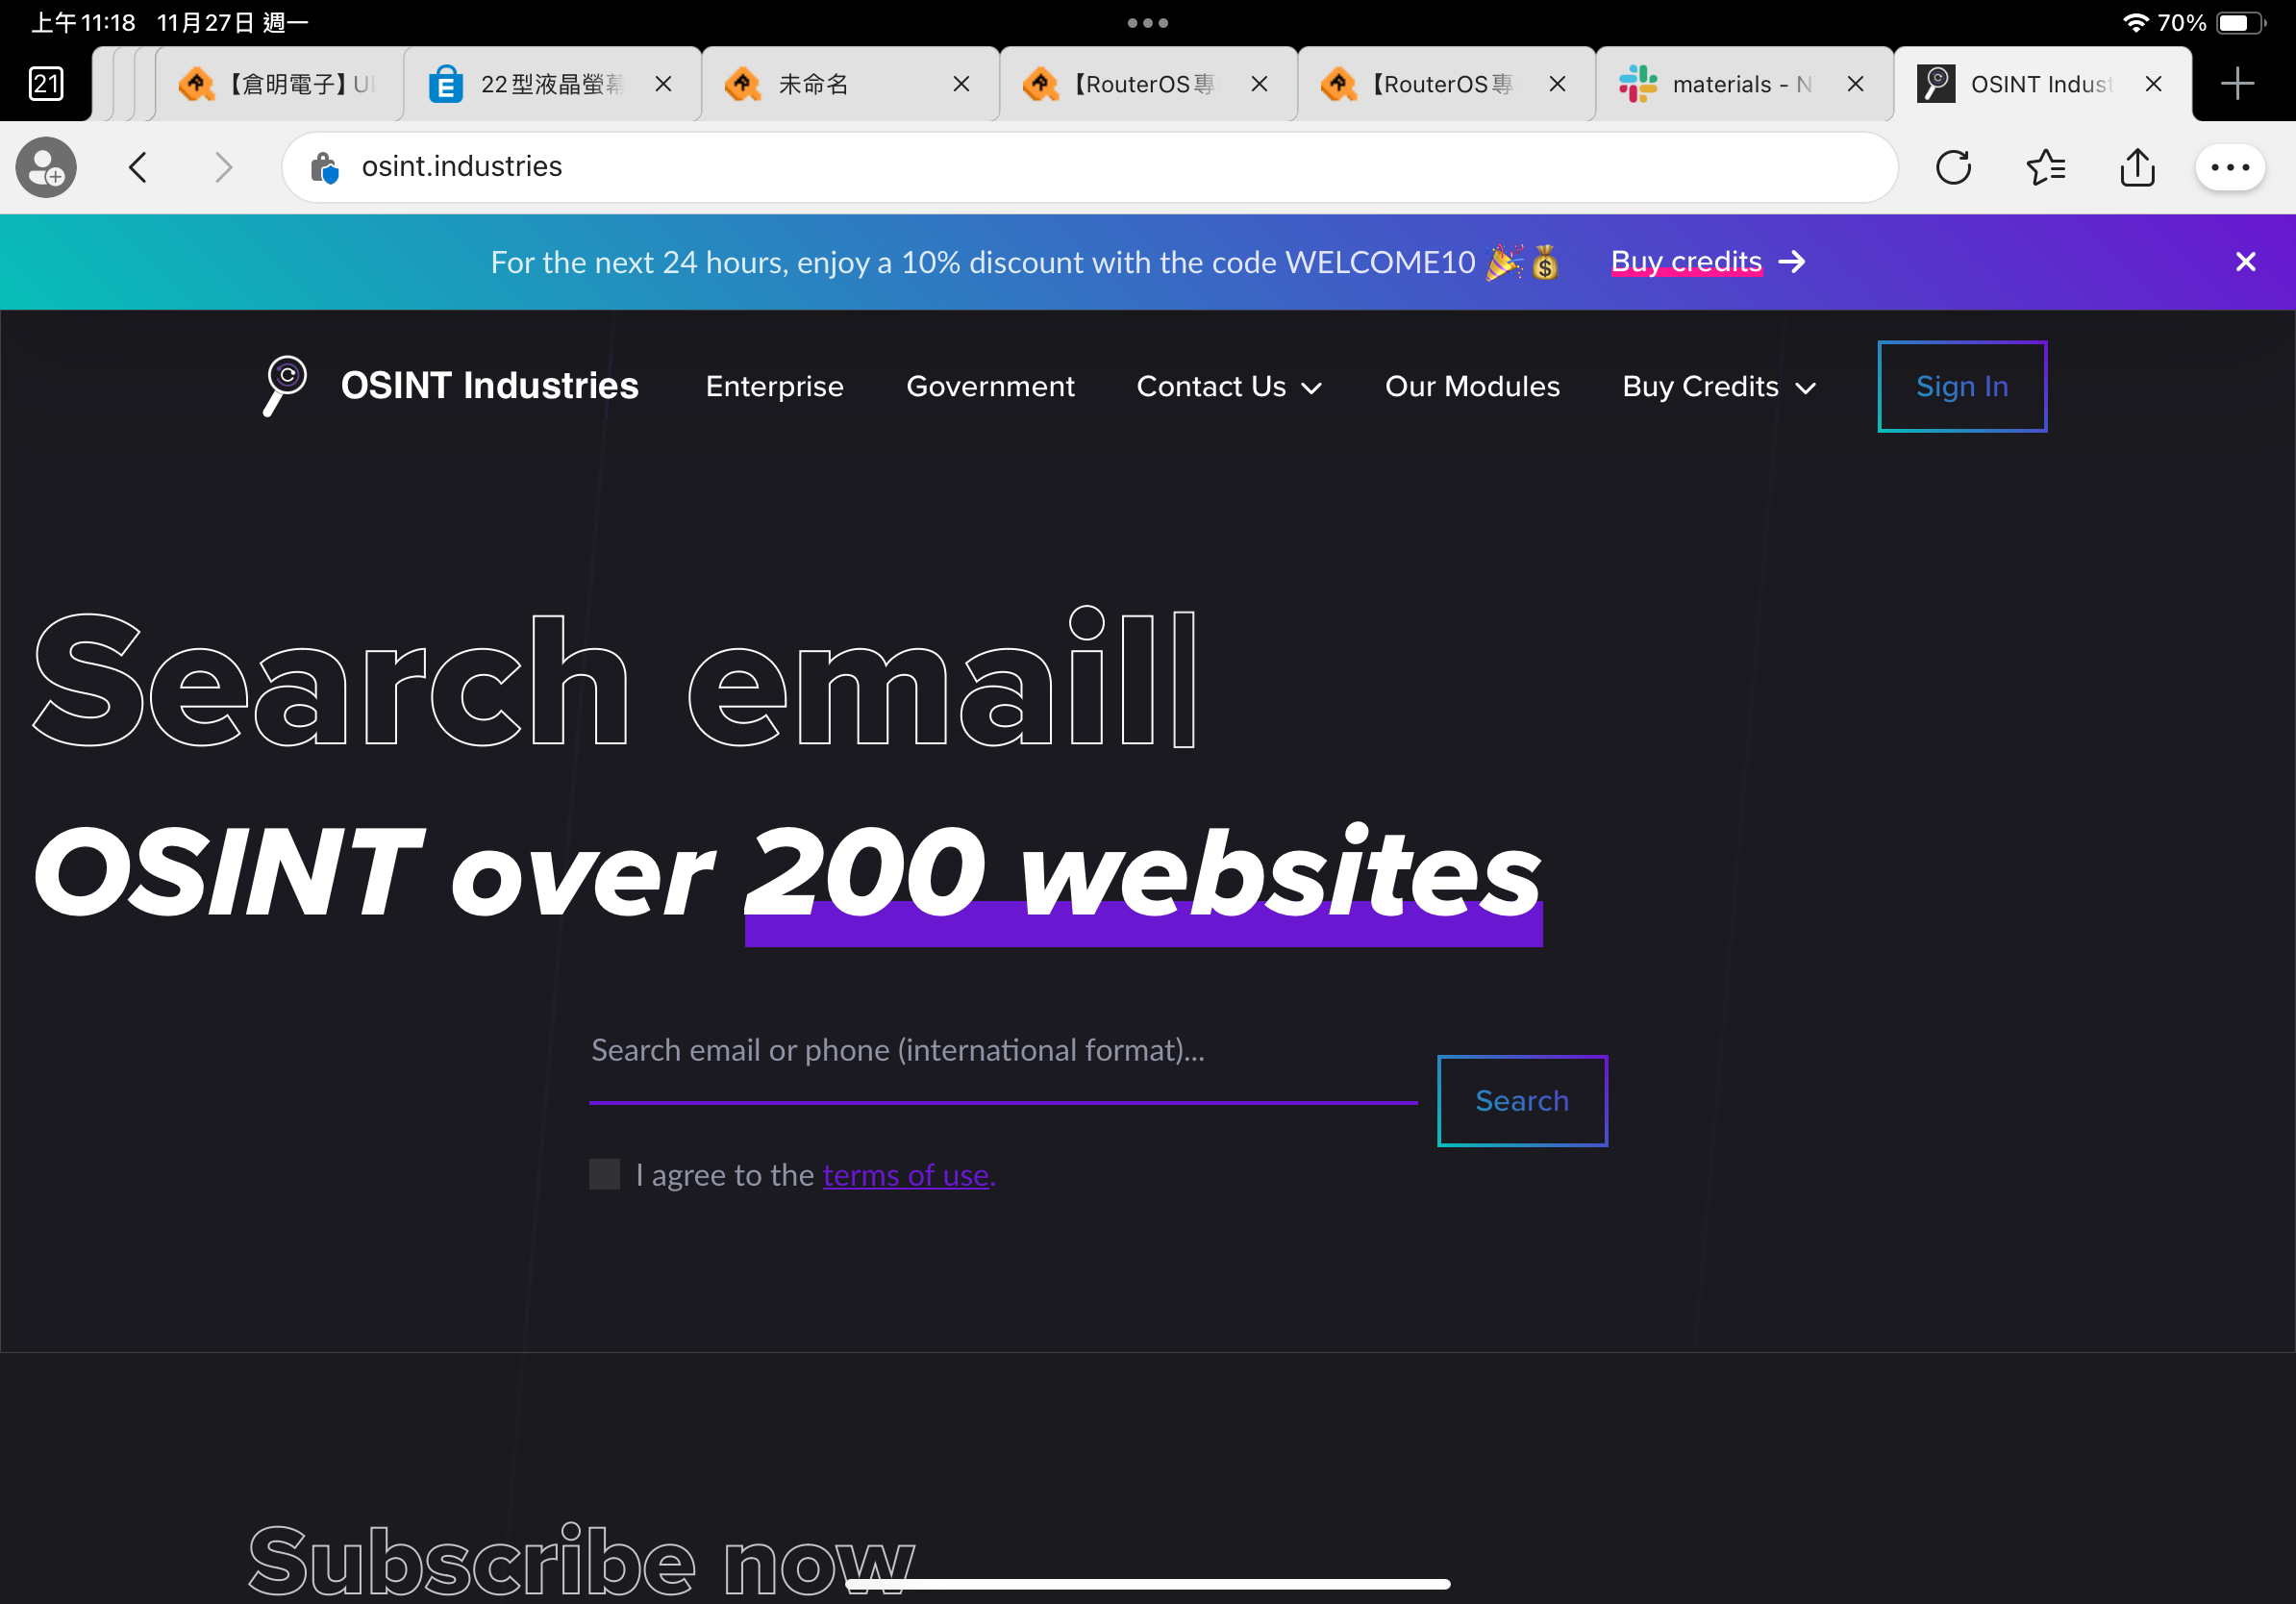 上午11:18 11月27日 週一
70%
21
【倉明電子】U
22型液晶螢幕
未命名
【RouterOS專
【RouterOS專
materials - N
OSINT Indust
osint.industries
For the next 24 hours, enjoy a 10% discount with the code WELCOME10 🎉💰 Buy credits →
OSINT Industries
Enterprise
Government
Contact Us
Our Modules
Buy Credits
Sign In
Search email|
OSINT over 200 websites
Search email or phone (international format)...
Search
I agree to the terms of use.
Subscribe now